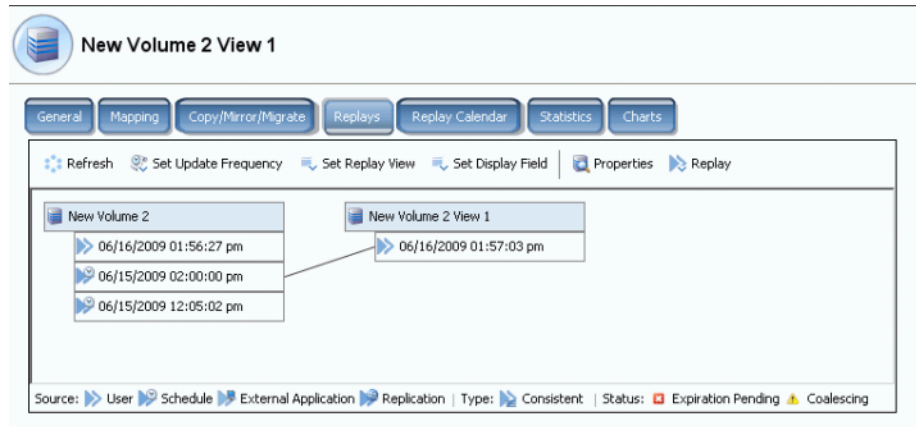 New Volume 2 View 1
General Mapping Copy/Mirror/Migrate Replays Replay Calendar Statistics Charts
Refresh Set Update Frequency Set Replay View Set Display Field Properties Replay
New Volume 2 New Volume 2 View 1
06/16/2009 01:56:27 pm 06/16/2009 01:57:03 pm
06/15/2009 02:00:00 pm
06/15/2009 12:05:02 pm
Source: User Schedule External Application Replication | Type: Consistent | Status: Expiration Pending Coalescing